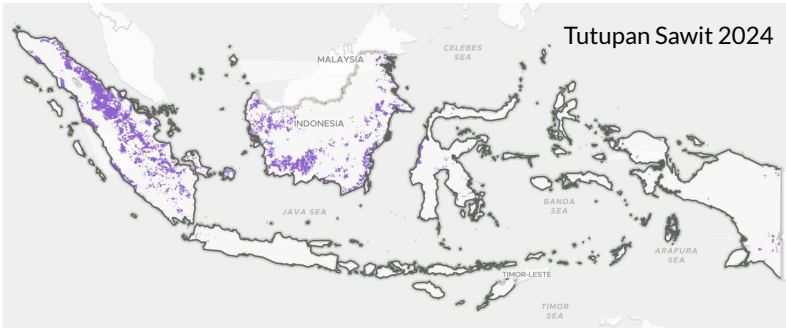 Tutupan Sawit 2024
CELEBES
SEA
MALAYSIA
INDONESIA
JAVA SEA
BANDA
SEA
ARAFURA
SEA
TIMOR-LESTE
TIMOR
SEA